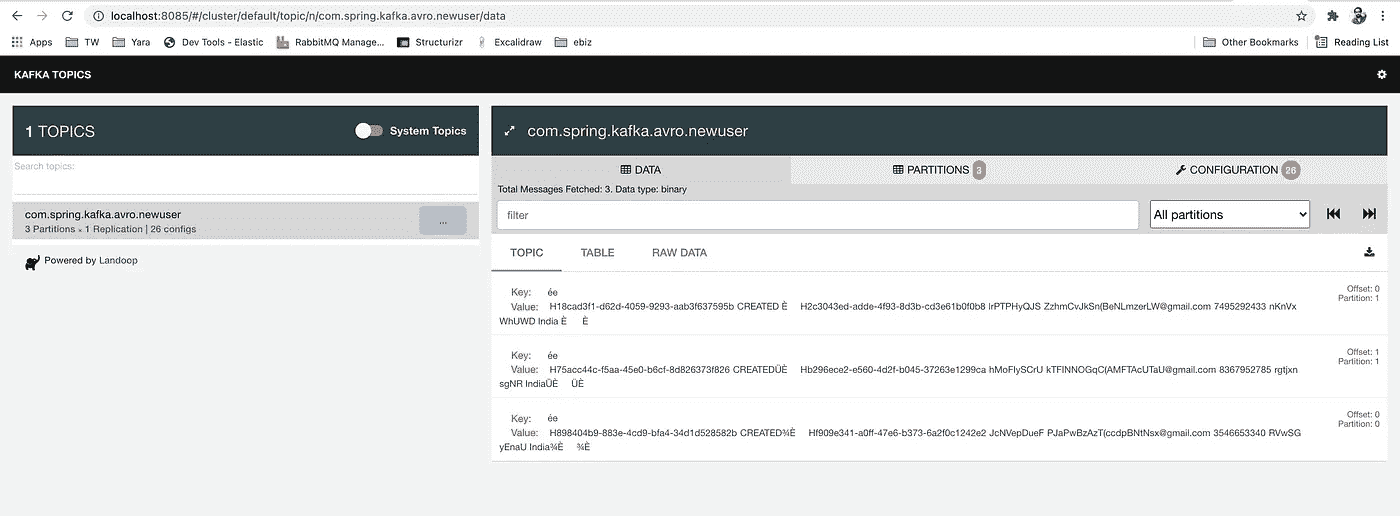 localhost:8085/#/cluster/default/topic/n/com.spring.kafka.avro.newuser/data
Apps TW Yara Dev Tools - Elastic RabbitMQ Manage... Structurizr Excalidraw ebiz Other Bookmarks Reading List
KAFKA TOPICS
1 TOPICS System Topics
Search topics:
com.spring.kafka.avro.newuser
3 Partitions × 1 Replication | 26 configs
...
Powered by Landoop
com.spring.kafka.avro.newuser
DATA PARTITIONS 3 CONFIGURATION 26
Total Messages Fetched: 3. Data type: binary
filter All partitions
TOPIC TABLE RAW DATA
Key: ée Offset: 0
Value: H18cad3f1-d62d-4059-9293-aab3f637595b CREATED È H2c3043ed-adde-4f93-8d3b-cd3e61b0f0b8 lrPTPHyQJS ZzhmCvJkSn(BeNLmzerLW@gmail.com 7495292433 nKnVx Partition: 1
WhUWD India È È
Key: ée Offset: 1
Value: H75acc44c-f5aa-45e0-b6cf-8d826373f826 CREATEDÜÈ Hb296ece2-e560-4d2f-b045-37263e1299ca hMoFIySCrU kTFINNOGqC(AMFTAcUTaU@gmail.com 8367952785 rgtjxn Partition: 1
sgNR IndiaÜÈ ÜÈ
Key: ée Offset: 0
Value: H898404b9-883e-4cd9-bfa4-34d1d528582b CREATED¾È Hf909e341-a0ff-47e6-b373-6a2f0c1242e2 JcNVepDueF PJaPwBzAzT(ccdpBNtNsx@gmail.com 3546653340 RVwSG Partition: 0
yEnaU India¾È ¾È